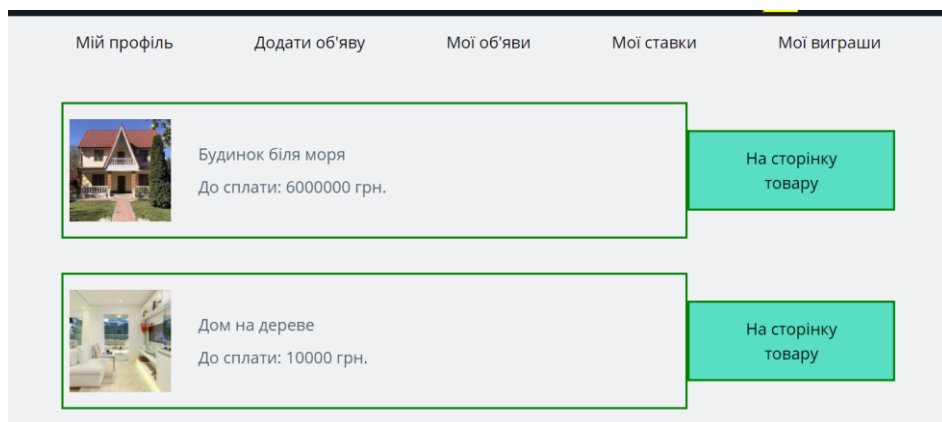 Мій профіль Додати об'яву Мої об'яви Мої ставки Мої виграши
Будинок біля моря
До сплати: 6000000 грн.
На сторінку
товару
Дом на дереве
До сплати: 10000 грн.
На сторінку
товару